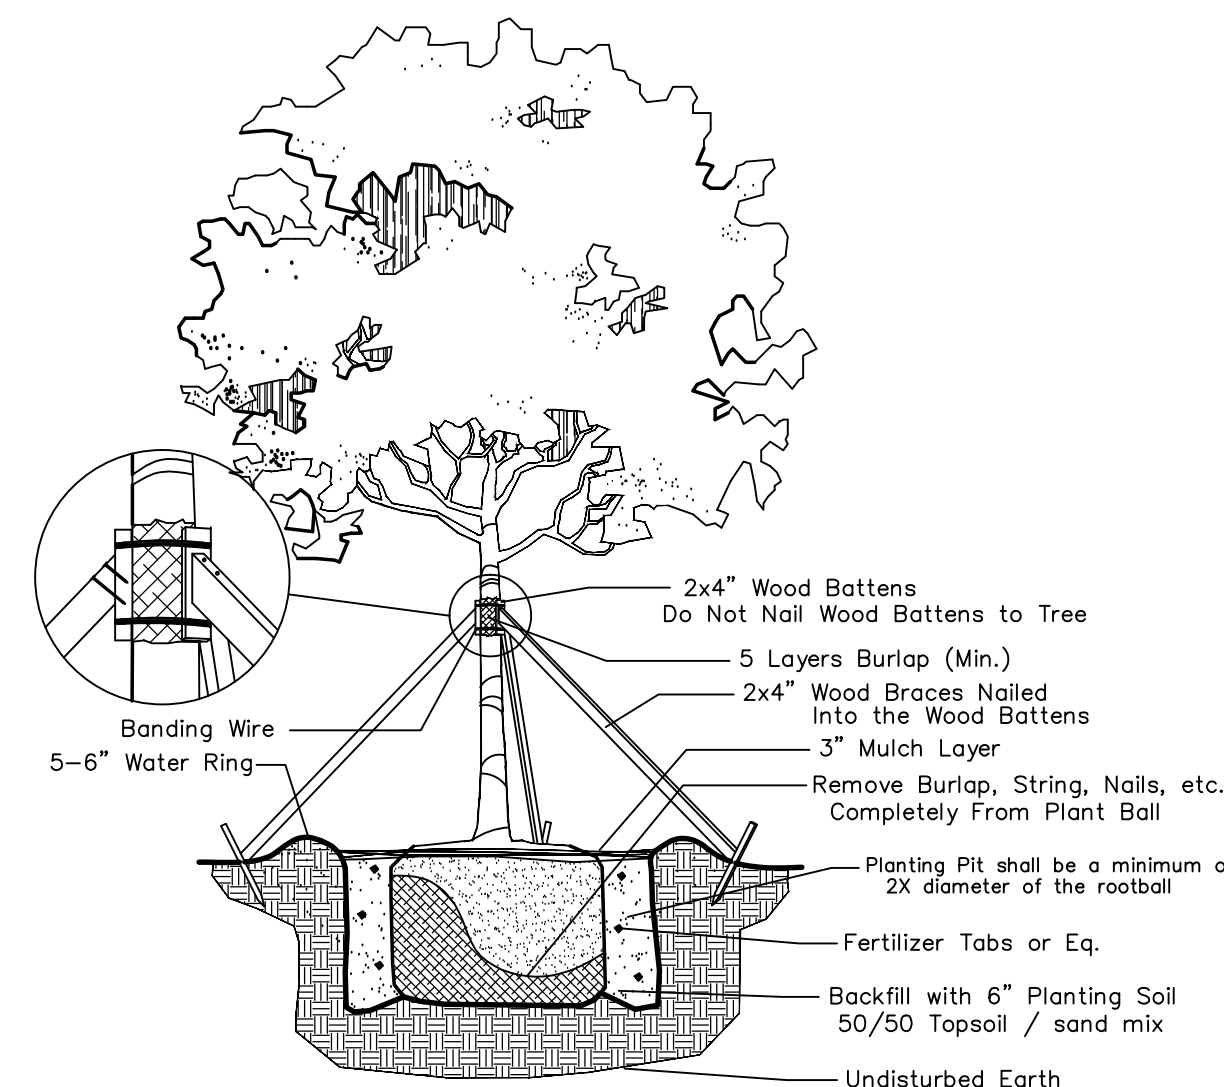 2x4” Wood Battens
Do Not Nail Wood Battens to Tree
5 Layers Burlap (Min.)
2x4” Wood Braces Nailed
Into the Wood Battens
Banding Wire
3” Mulch Layer
5-6” Water Ring
Remove Burlap, String, Nails, etc.
Completely From Plant Ball
Planting Pit shall be a minimum
2X diameter of the rootball
Fertilizer Tabs or Eq.
Backfill with 6” Planting Soil
50/50 Topsoil / sand mix
Undisturbed Earth